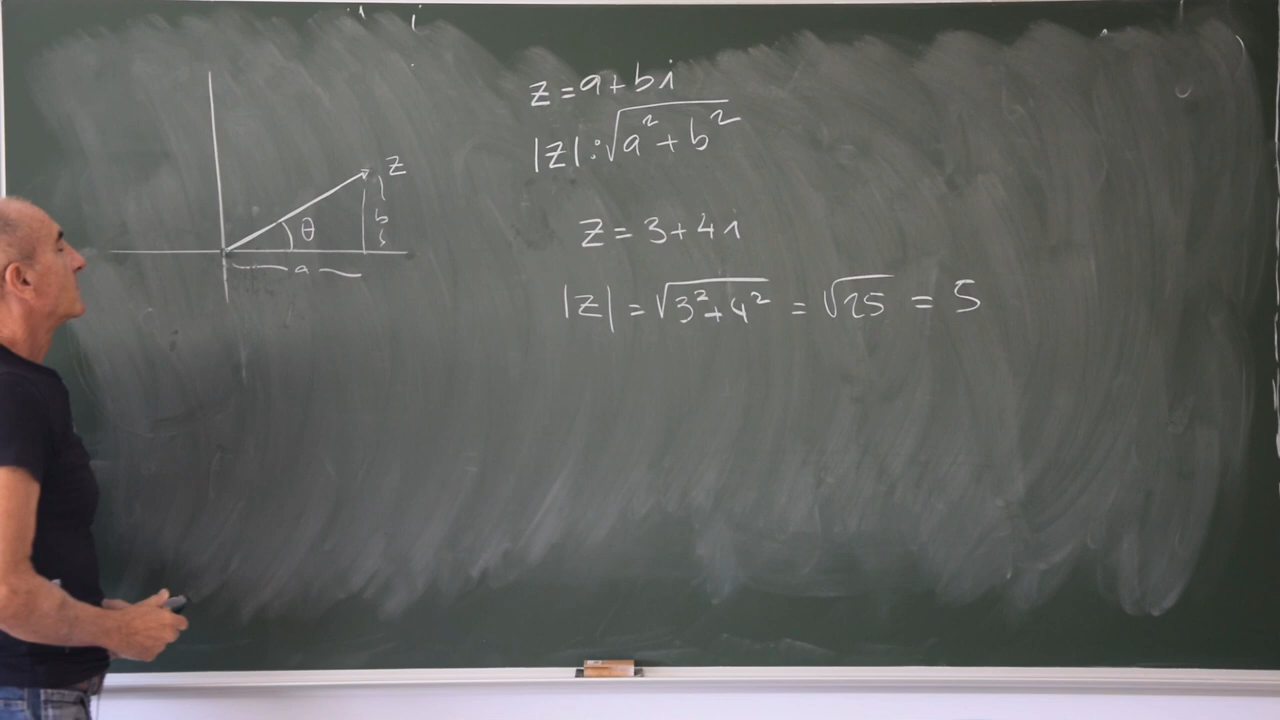 z = a + bi
|z| : √(a² + b²)
z
θ
b
a
z = 3 + 4i
|z| = √(3² + 4²) = √25 = 5